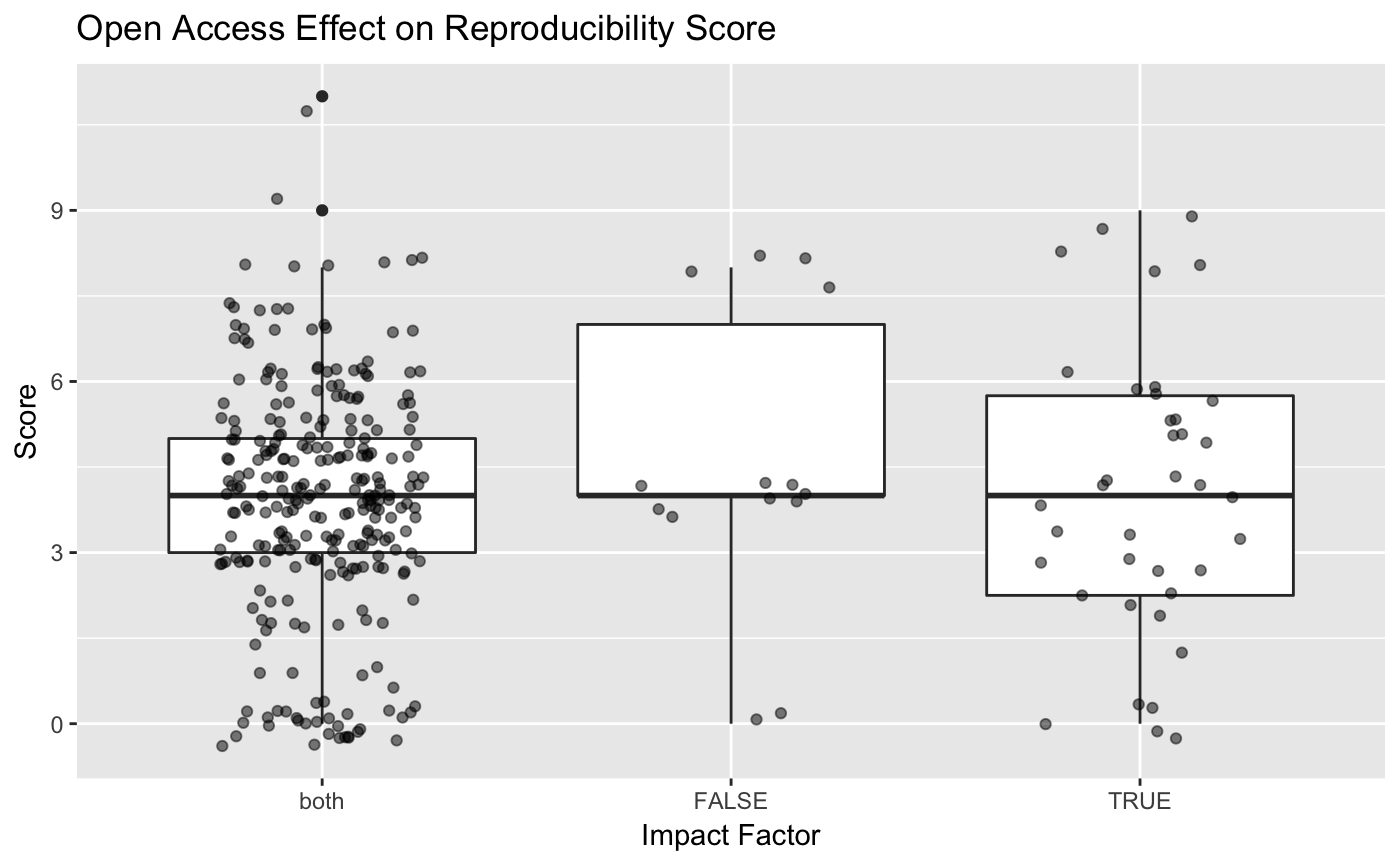 Open Access Effect on Reproducibility Score
Score
9
6
3
0
both FALSE TRUE
Impact Factor